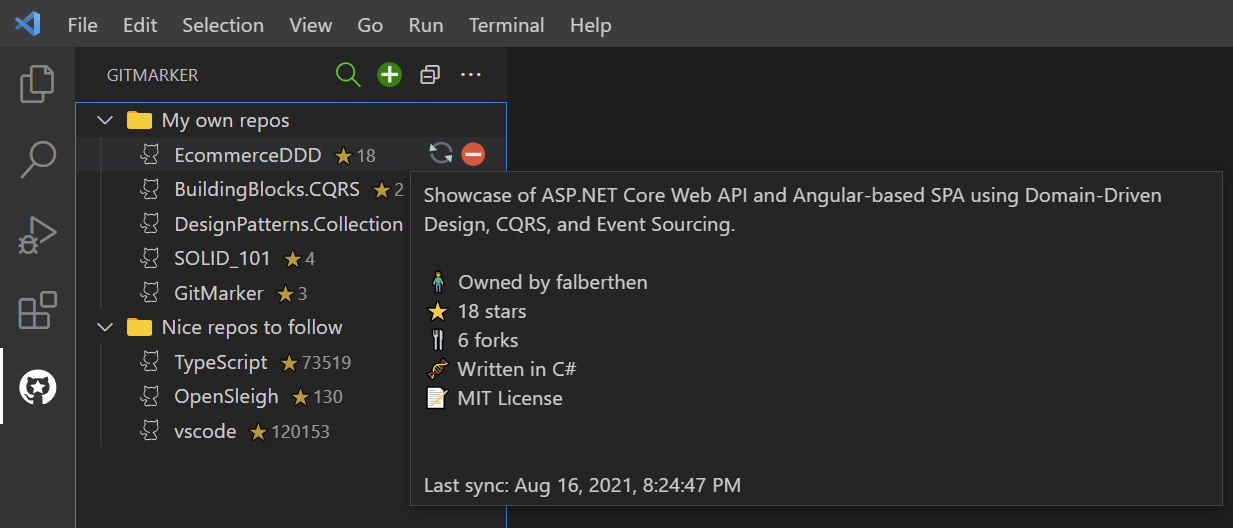 File Edit Selection View Go Run Terminal Help
GITMARKER
My own repos
EcommerceDDD 18
BuildingBlocks.CQRS 2
DesignPatterns.Collection
SOLID_101 4
GitMarker 3
Nice repos to follow
TypeScript 73519
OpenSleigh 130
vscode 120153
Showcase of ASP.NET Core Web API and Angular-based SPA using Domain-Driven
Design, CQRS, and Event Sourcing.
Owned by falberthen
18 stars
6 forks
Written in C#
MIT License
Last sync: Aug 16, 2021, 8:24:47 PM